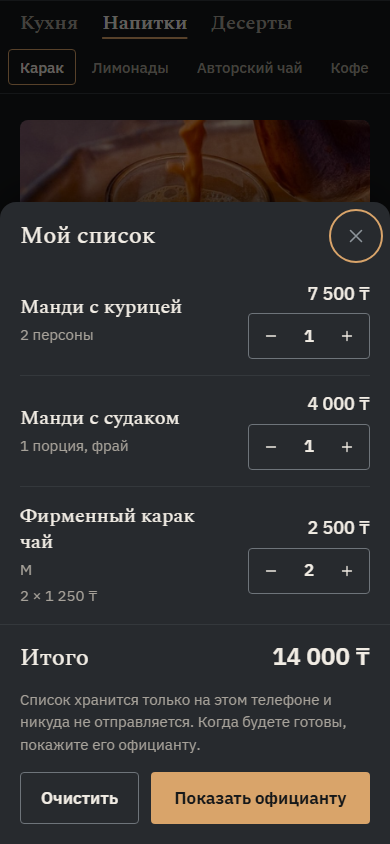 Кухня Напитки Десерты
Карак Лимонады Авторский чай Кофе
Мой список
7 500 ₸
Манди с курицей
2 персоны
− 1 +
4 000 ₸
Манди с судаком
1 порция, фрай
− 1 +
Фирменный карак
чай
2 500 ₸
M
2 × 1 250 ₸
− 2 +
Итого 14 000 ₸
Список хранится только на этом телефоне и
никуда не отправляется. Когда будете готовы,
покажите его официанту.
Очистить Показать официанту